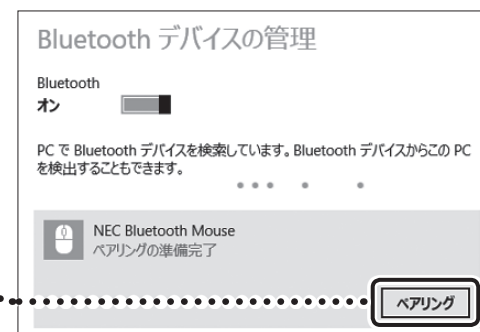 Bluetooth デバイスの管理
Bluetooth
オン
PC で Bluetooth デバイスを検索しています。Bluetooth デバイスからこの PC
を検出することもできます。
NEC Bluetooth Mouse
ペアリングの準備完了
ペアリング